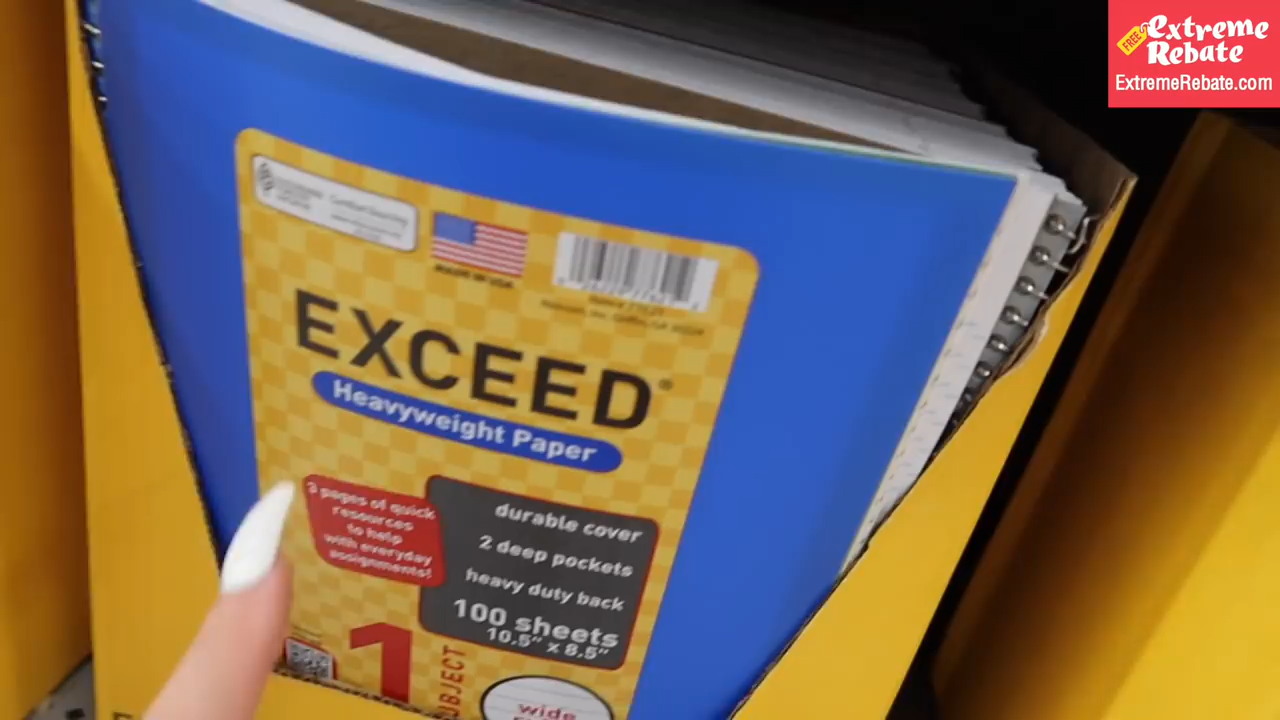 FREE
Extreme
Rebate
ExtremeRebate.com
MADE IN USA
EXCEED®
Heavyweight Paper
3 pages of quick
resources
to help
with everyday
assignments!
durable cover
2 deep pockets
heavy duty back
100 sheets
10.5" x 8.5"
1
wide